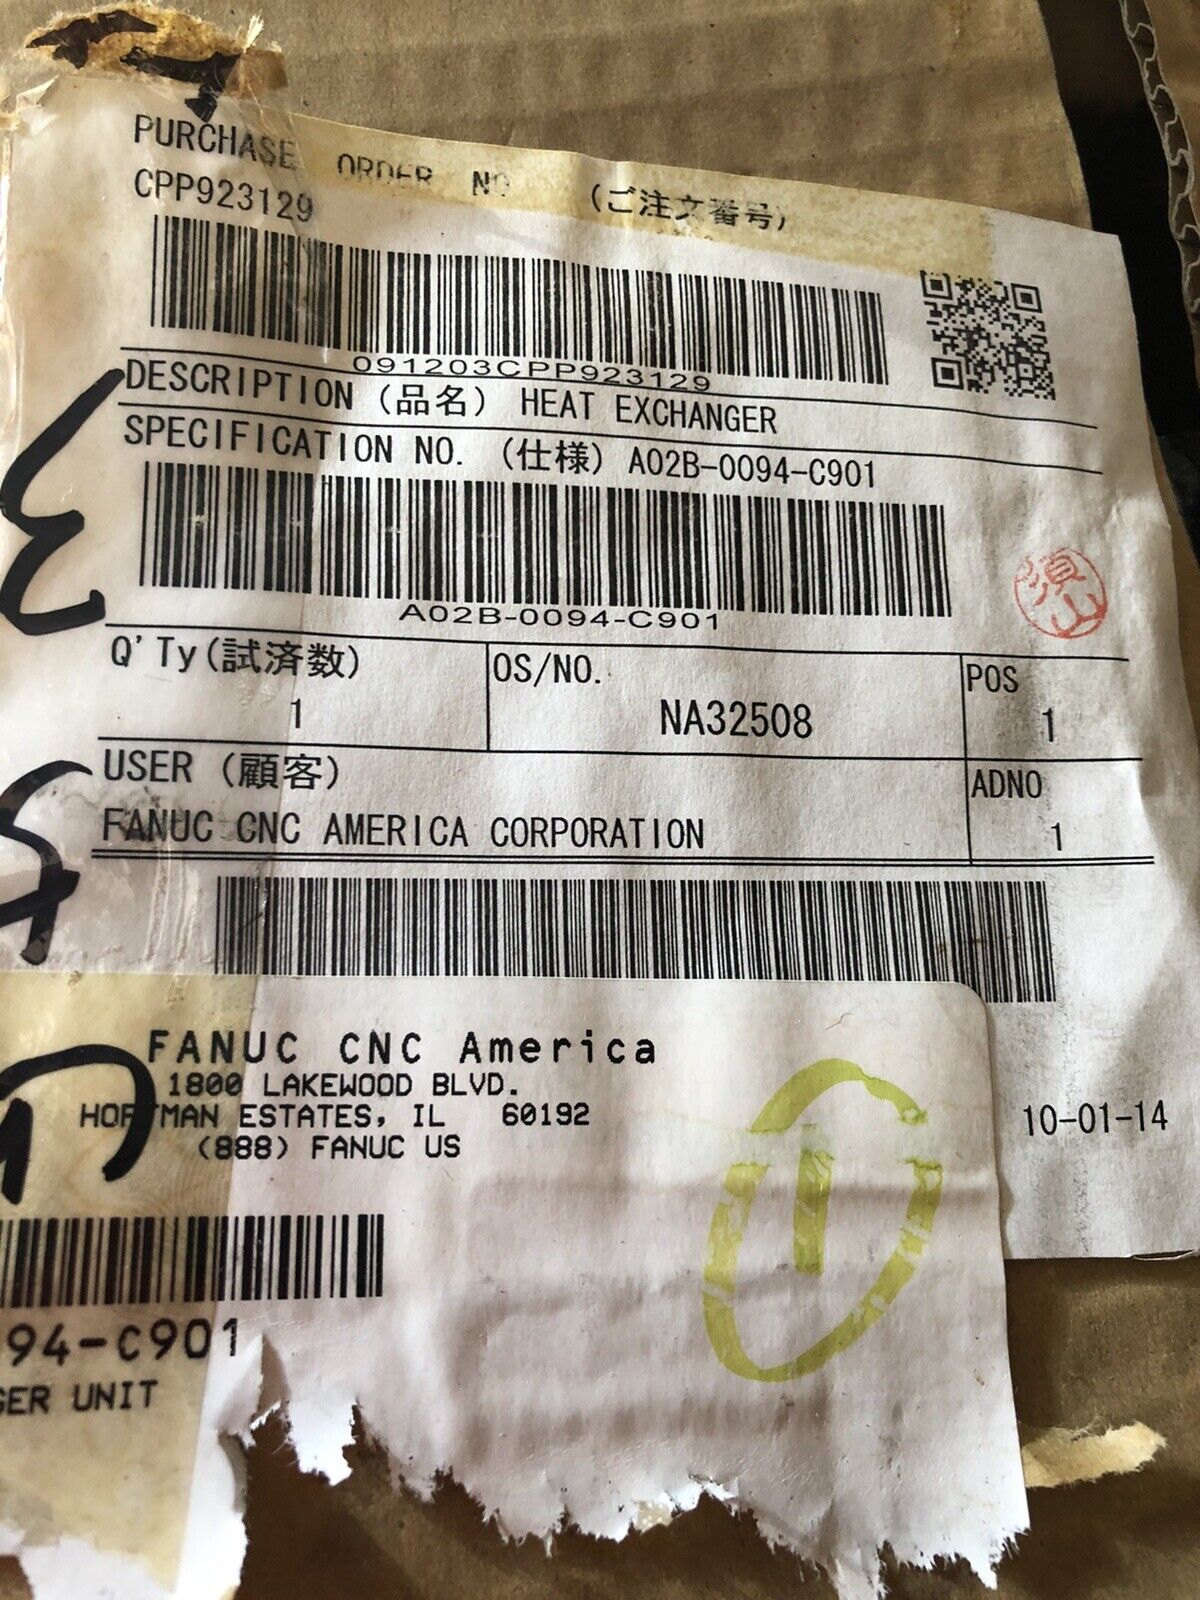 PURCHASE ORDER NO (ご注文番号)
CPP923129
091203CPP923129
DESCRIPTION (品名) HEAT EXCHANGER
SPECIFICATION NO. (仕様) A02B-0094-C901
A02B-0094-C901
Q'Ty(試済数) OS/NO. POS
1 NA32508 1
USER (顧客) ADNO
FANUC CNC AMERICA CORPORATION 1
FANUC CNC America
1800 LAKEWOOD BLVD.
HOFFMAN ESTATES, IL 60192
(888) FANUC US
10-01-14
1
94-C901
GER UNIT
3